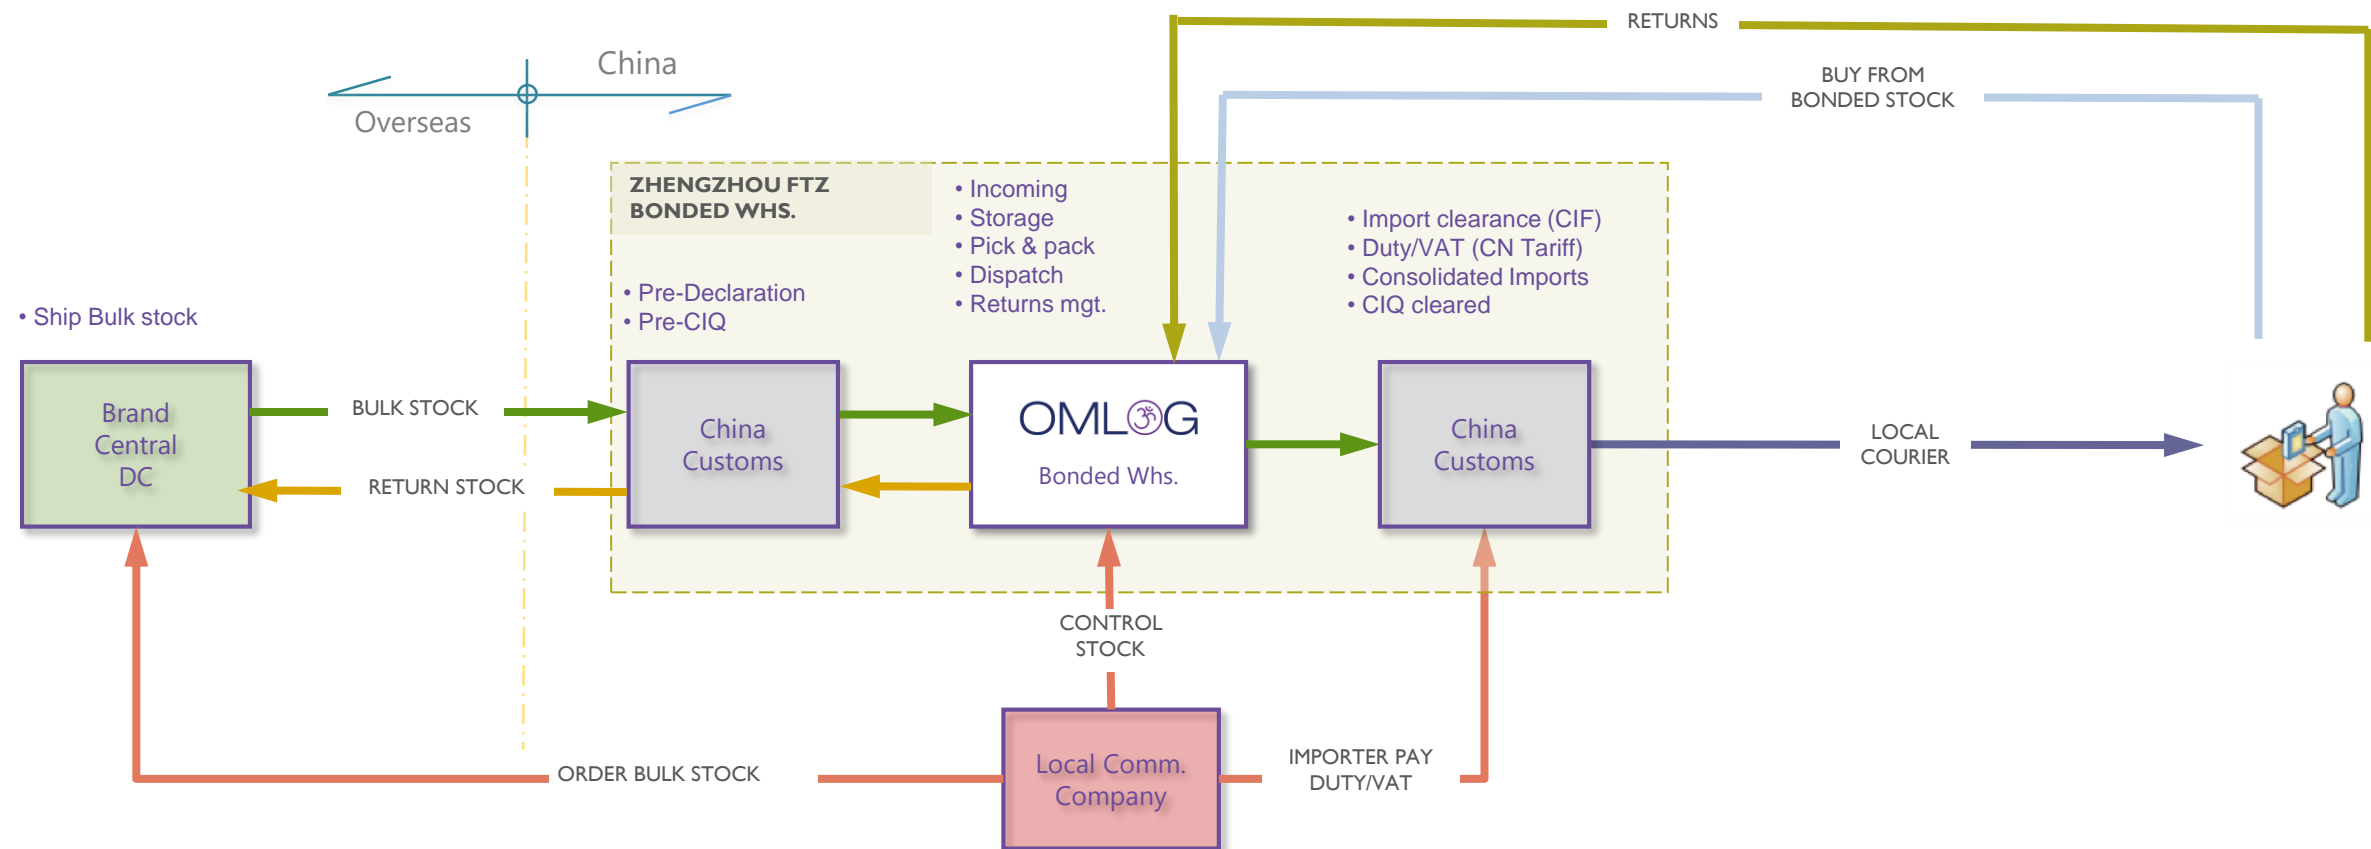 RETURNS
China
Overseas
BUY FROM
BONDED STOCK
ZHENGZHOU FTZ
BONDED WHS.
• Incoming
• Storage
• Pick & pack
• Dispatch
• Returns mgt.
• Import clearance (CIF)
• Duty/VAT (CN Tariff)
• Consolidated Imports
• CIQ cleared
• Pre-Declaration
• Pre-CIQ
• Ship Bulk stock
Brand
Central
DC
BULK STOCK
RETURN STOCK
China
Customs
OMLOG
Bonded Whs.
China
Customs
LOCAL
COURIER
CONTROL
STOCK
ORDER BULK STOCK
Local Comm.
Company
IMPORTER PAY
DUTY/VAT